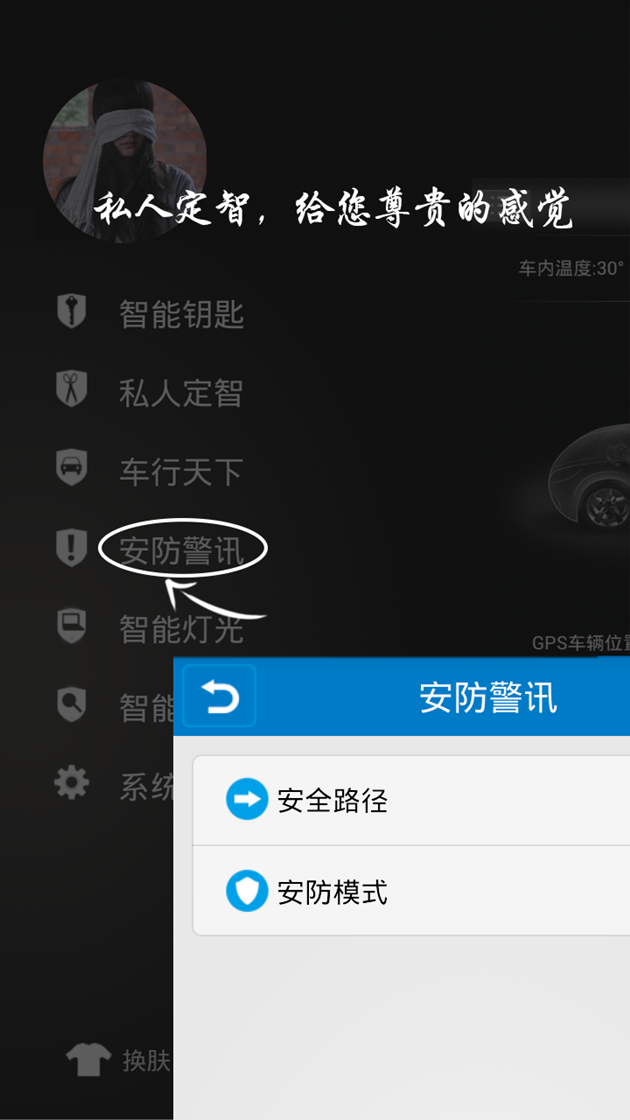 私人定智，给您尊贵的感觉
车内温度:30°
智能钥匙
私人定智
车行天下
安防警讯
智能灯光
GPS车辆位置
智能
安防警讯
系统
安全路径
安防模式
换肤